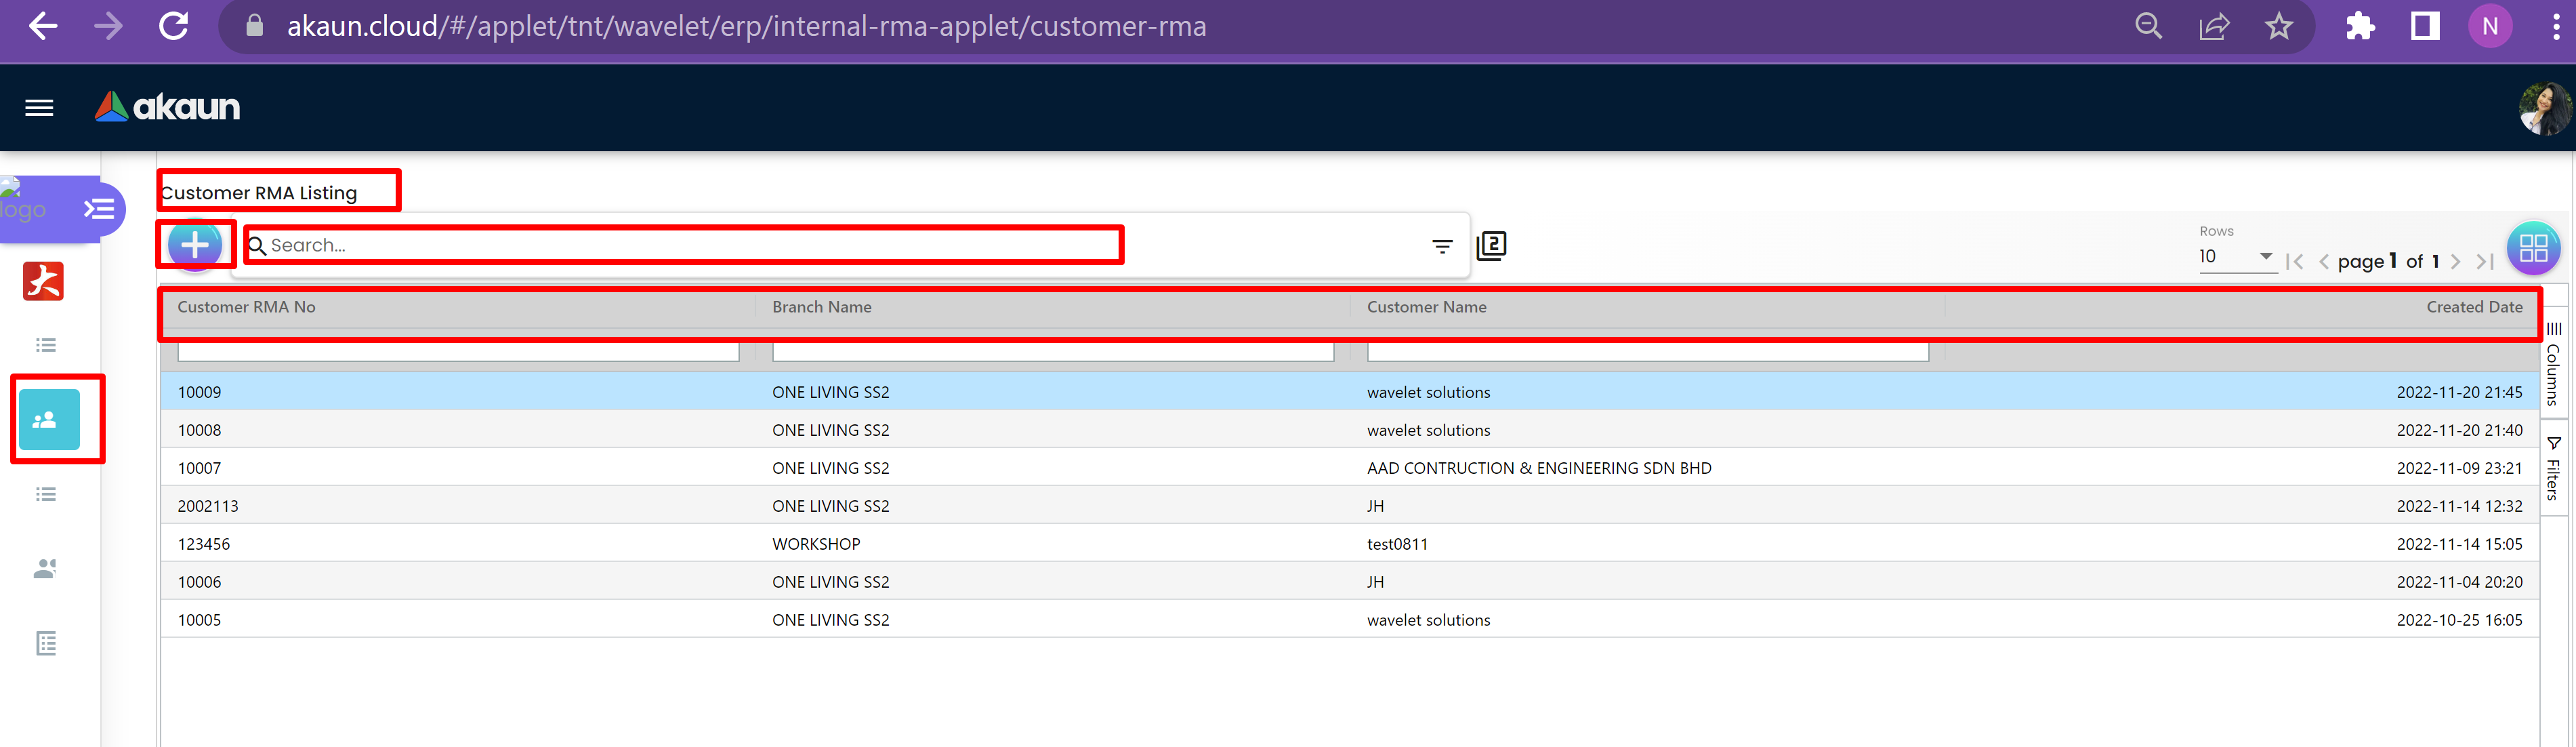 akaun.cloud/#/applet/tnt/wavelet/erp/internal-rma-applet/customer-rma
N
akaun
logo
Customer RMA Listing
Search...
2
Rows
10
page 1 of 1
Customer RMA No Branch Name Customer Name Created Date
10009 ONE LIVING SS2 wavelet solutions 2022-11-20 21:45
10008 ONE LIVING SS2 wavelet solutions 2022-11-20 21:40
10007 ONE LIVING SS2 AAD CONTRUCTION & ENGINEERING SDN BHD 2022-11-09 23:21
2002113 ONE LIVING SS2 JH 2022-11-14 12:32
123456 WORKSHOP test0811 2022-11-14 15:05
10006 ONE LIVING SS2 JH 2022-11-04 20:20
10005 ONE LIVING SS2 wavelet solutions 2022-10-25 16:05
Columns
Filters